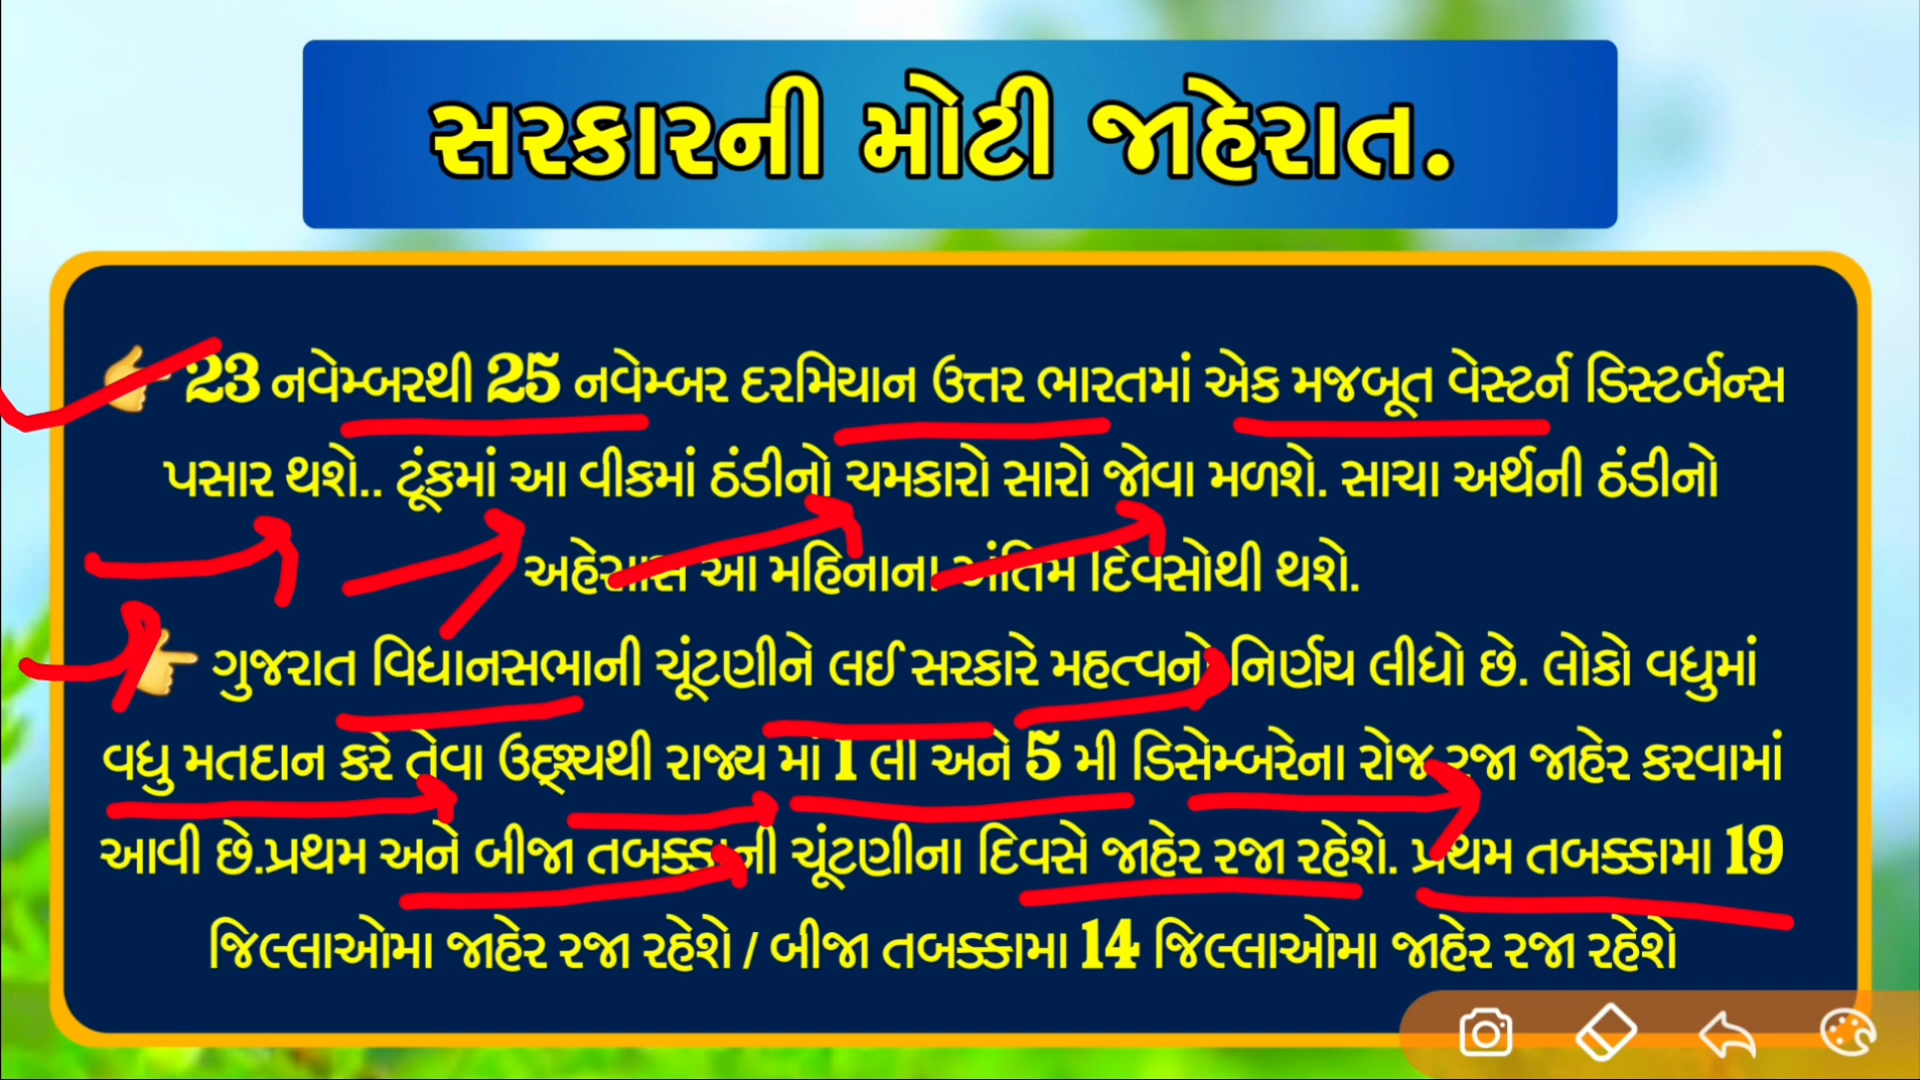 સરકારની મોટી જાહેરાત.
23 નવેમ્બરથી 25 નવેમ્બર દરમિયાન ઉત્તર ભારતમાં એક મજબૂત વેસ્ટર્ન ડિસ્ટર્બન્સ
પસાર થશે.. ટૂંકમાં આ વીકમાં ઠંડીનો ચમકારો સારો જોવા મળશે. સાચા અર્થની ઠંડીનો
અહેસાસ આ મહિનાના અંતિમ દિવસોથી થશે.
ગુજરાત વિધાનસભાની ચૂંટણીને લઈ સરકારે મહત્વનો નિર્ણય લીધો છે. લોકો વધુમાં
વધુ મતદાન કરે તેવા ઉદ્દ્શ્યથી રાજ્ય માં 1 લી અને 5 મી ડિસેમ્બરેના રોજ રજા જાહેર કરવામાં
આવી છે.પ્રથમ અને બીજા તબક્કાની ચૂંટણીના દિવસે જાહેર રજા રહેશે. પ્રથમ તબક્કામા 19
જિલ્લાઓમા જાહેર રજા રહેશે / બીજા તબક્કામા 14 જિલ્લાઓમા જાહેર રજા રહેશે